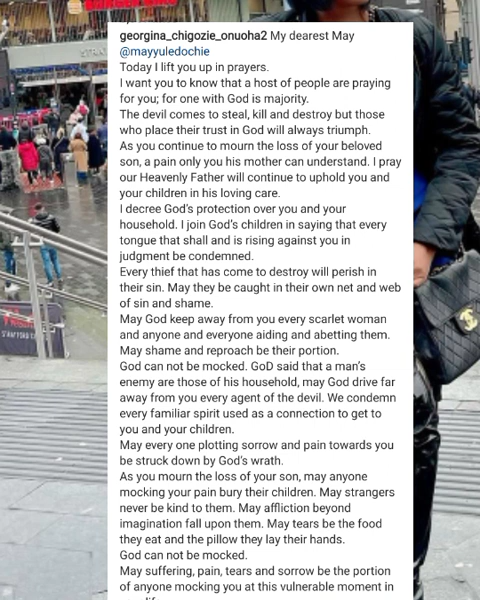 georgina_chigozie_onuoha2 My dearest May
@mayyuledochie
Today I lift you up in prayers.
I want you to know that a host of people are praying
for you; for one with God is majority.
The devil comes to steal, kill and destroy but those
who place their trust in God will always triumph.
As you continue to mourn the loss of your beloved
son, a pain only you his mother can understand. I pray
our Heavenly Father will continue to uphold you and
your children in his loving care.
I decree God's protection over you and your
household. I join God's children in saying that every
tongue that shall and is rising against you in
judgment be condemned.
Every thief that has come to destroy will perish in
their sin. May they be caught in their own net and web
of sin and shame.
May God keep away from you every scarlet woman
and anyone and everyone aiding and abetting them.
May shame and reproach be their portion.
God can not be mocked. GoD said that a man's
enemy are those of his household, may God drive far
away from you every agent of the devil. We condemn
every familiar spirit used as a connection to get to
you and your children.
May every one plotting sorrow and pain towards you
be struck down by God's wrath.
As you mourn the loss of your son, may anyone
mocking your pain bury their children. May strangers
never be kind to them. May affliction beyond
imagination fall upon them. May tears be the food
they eat and the pillow they lay their hands.
God can not be mocked.
May suffering, pain, tears and sorrow be the portion
of anyone mocking you at this vulnerable moment in